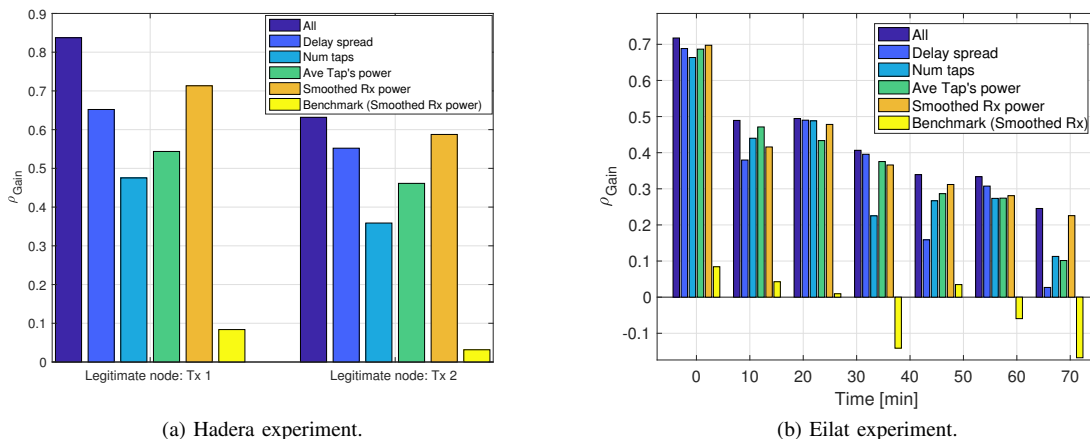 0.9
0.8
0.7
0.6
0.5
0.4
0.3
0.2
0.1
0
ρGain
All
Delay spread
Num taps
Ave Tap's power
Smoothed Rx power
Benchmark (Smoothed Rx power)
Legitimate node: Tx 1
Legitimate node: Tx 2
(a) Hadera experiment.
0.7
0.6
0.5
0.4
0.3
0.2
0.1
0
-0.1
ρGain
All
Delay spread
Num taps
Ave Tap's power
Smoothed Rx power
Benchmark (Smoothed Rx)
0 10 20 30 40 50 60 70
Time [min]
(b) Eilat experiment.